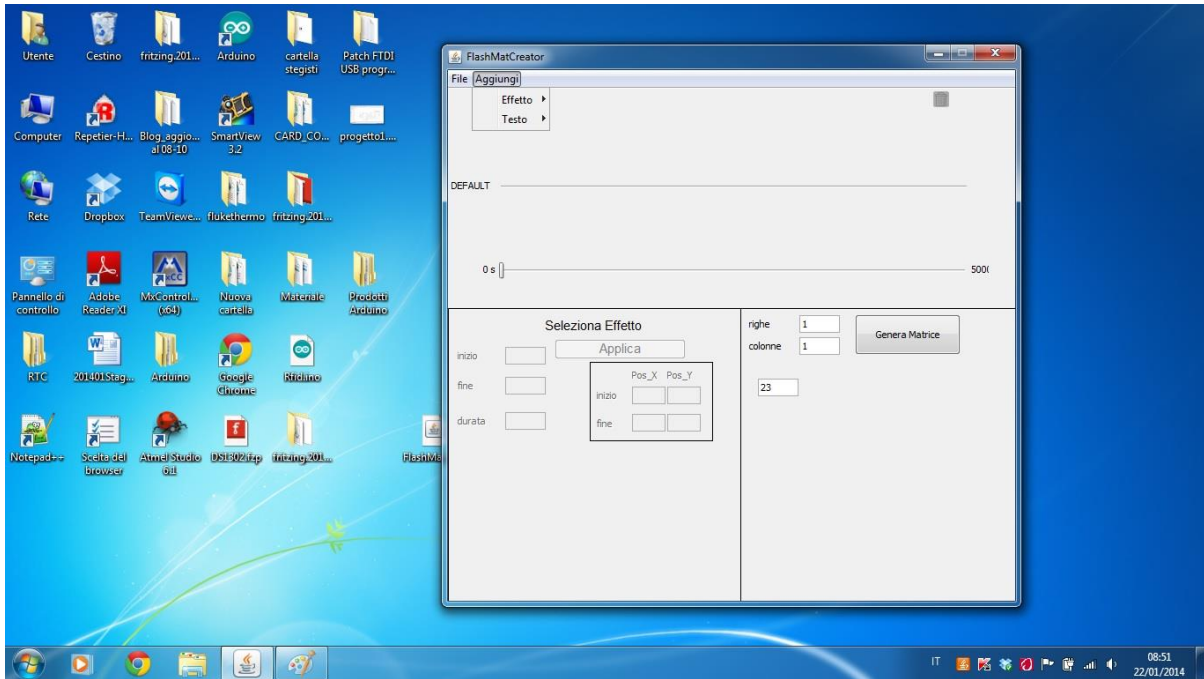 Utente
Cestino
fritzing.201...
Arduino
cartella
stegisti
Patch FTDI
USB progr...
Computer
Repetier-H...
Blog_aggio...
al 08-10
SmartView
3.2
CARD_CO...
progetto1....
Rete
Dropbox
TeamViewe...
flukethermo
fritzing.201...
Pannello di
controllo
Adobe
Reader XI
MxControl...
(x64)
Nuova
cartella
Materiale
Prodotti
Arduino
RTC
201401Stag...
Arduino
Google
Chrome
Rfidiuno
Notepad++
Scelta del
browser
Atmel Studio
6.1
DS1302.fzp
fritzing.201...
FlashMa
FlashMatCreator
File Aggiungi
Effetto
Testo
DEFAULT
0 s
500
Seleziona Effetto
Applica
inizio
fine
durata
Pos_X Pos_Y
inizio
fine
righe 1
colonne 1
Genera Matrice
23
IT
08:51
22/01/2014